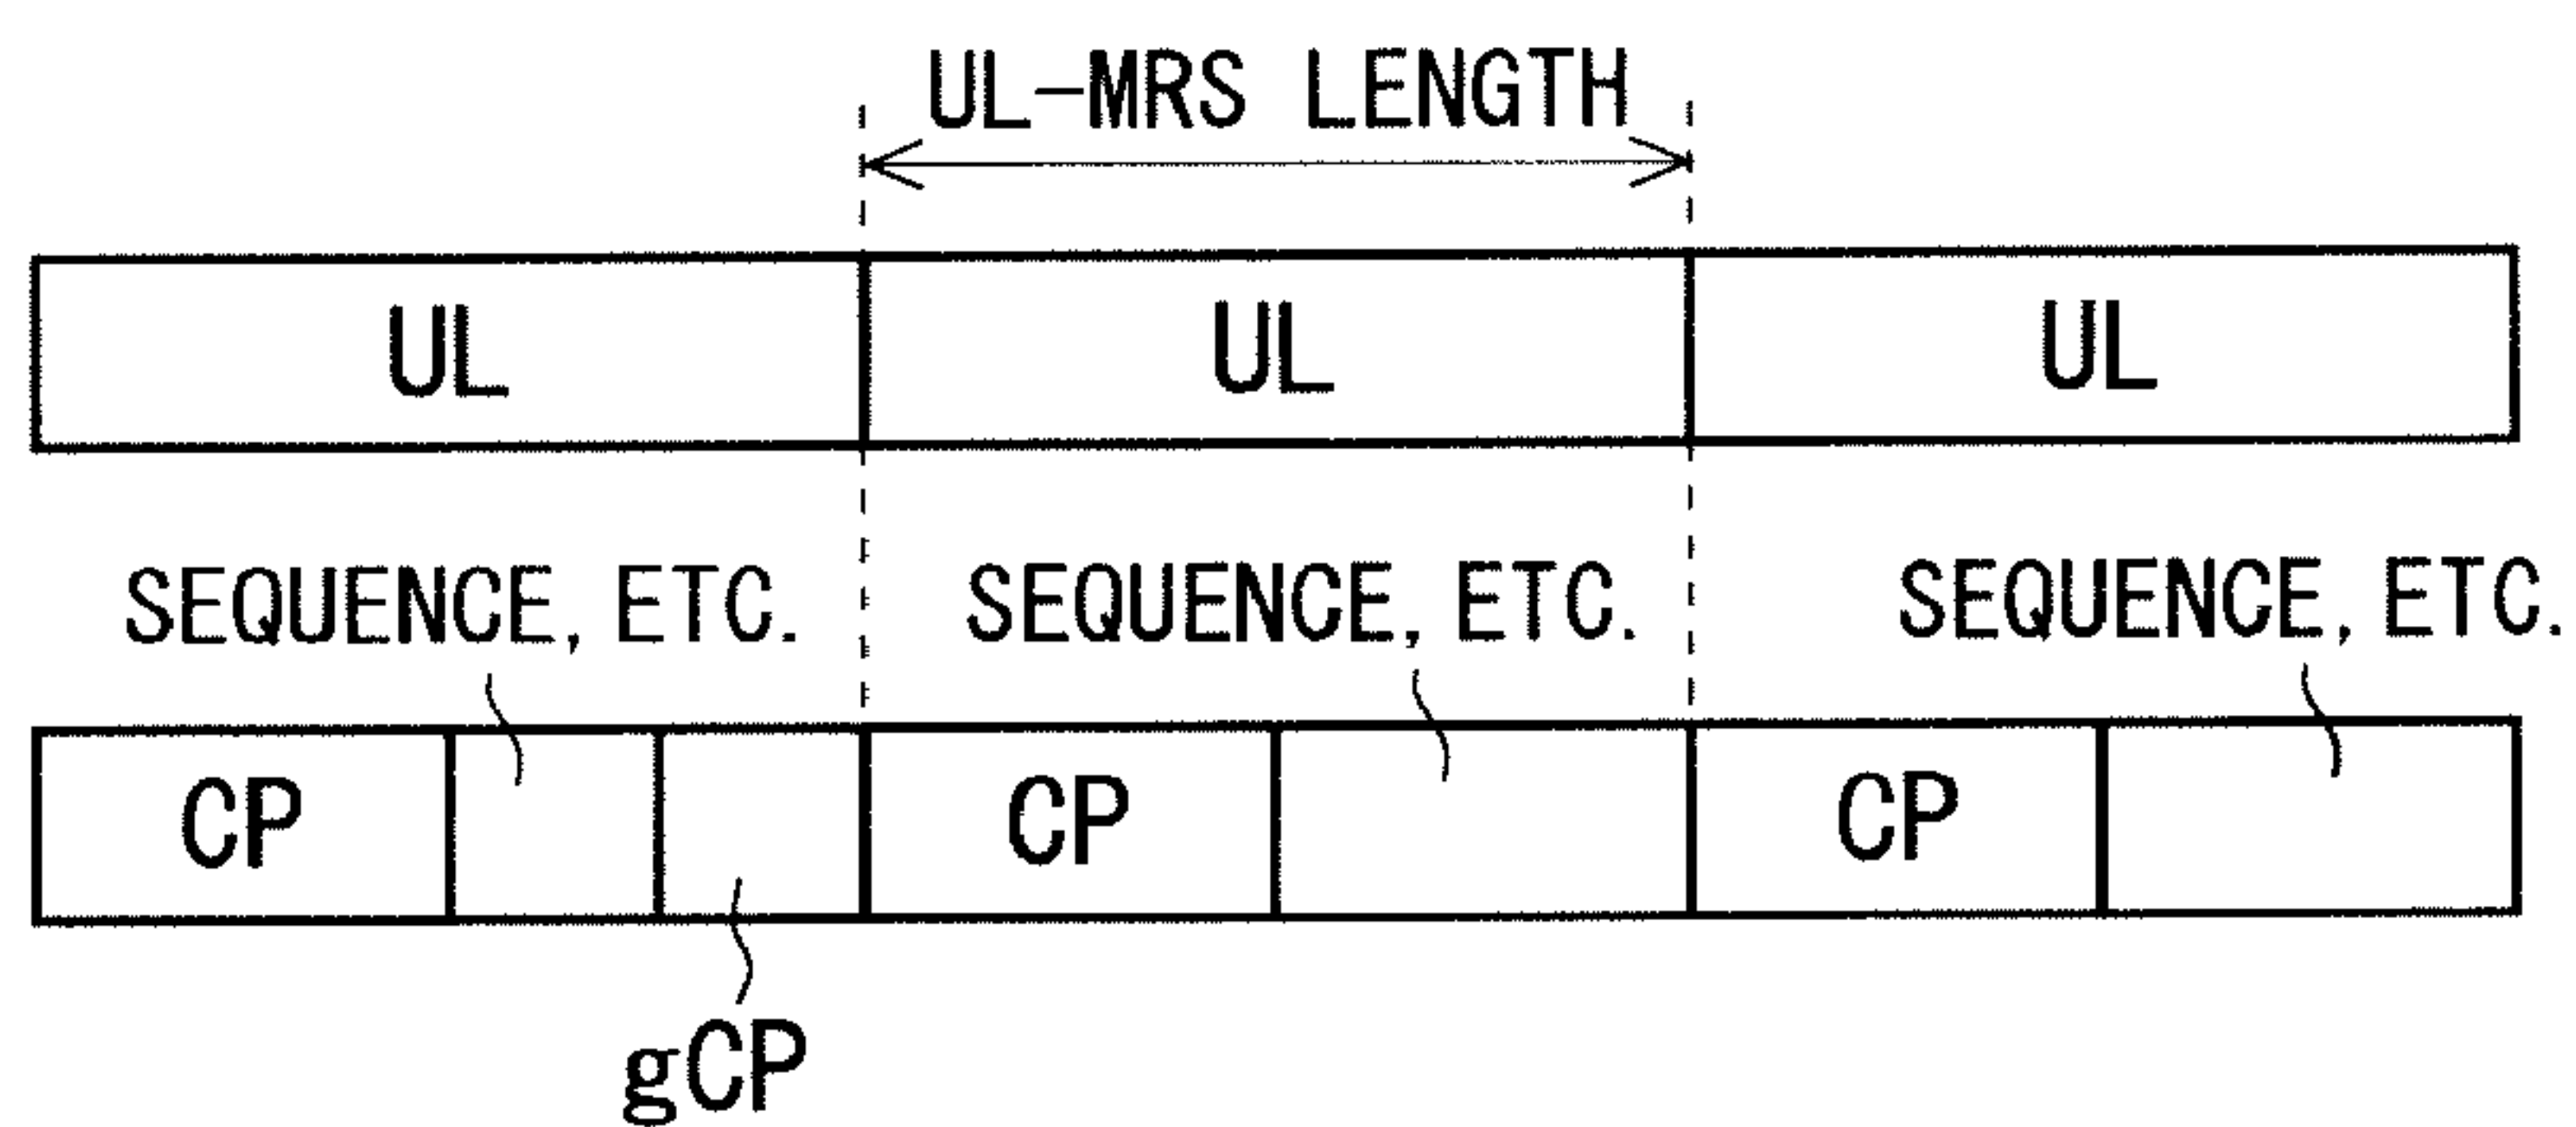 UL-MRS LENGTH
UL UL UL
SEQUENCE, ETC. SEQUENCE, ETC. SEQUENCE, ETC.
CP CP CP
gCP